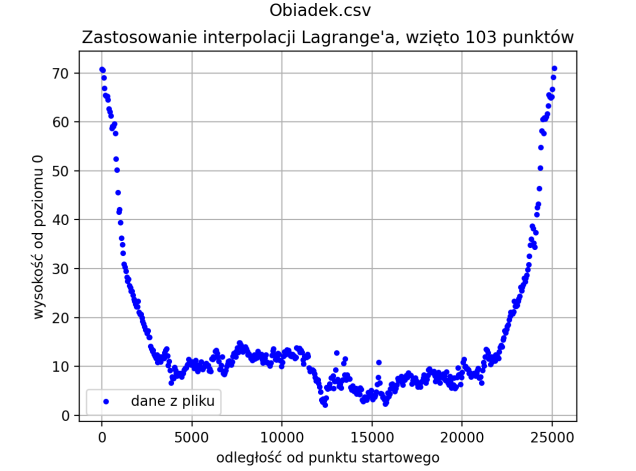 Obiadek.csv
Zastosowanie interpolacji Lagrange'a, wzięto 103 punktów
wysokość od poziomu 0
70
60
50
40
30
20
10
0
dane z pliku
0 5000 10000 15000 20000 25000
odległość od punktu startowego